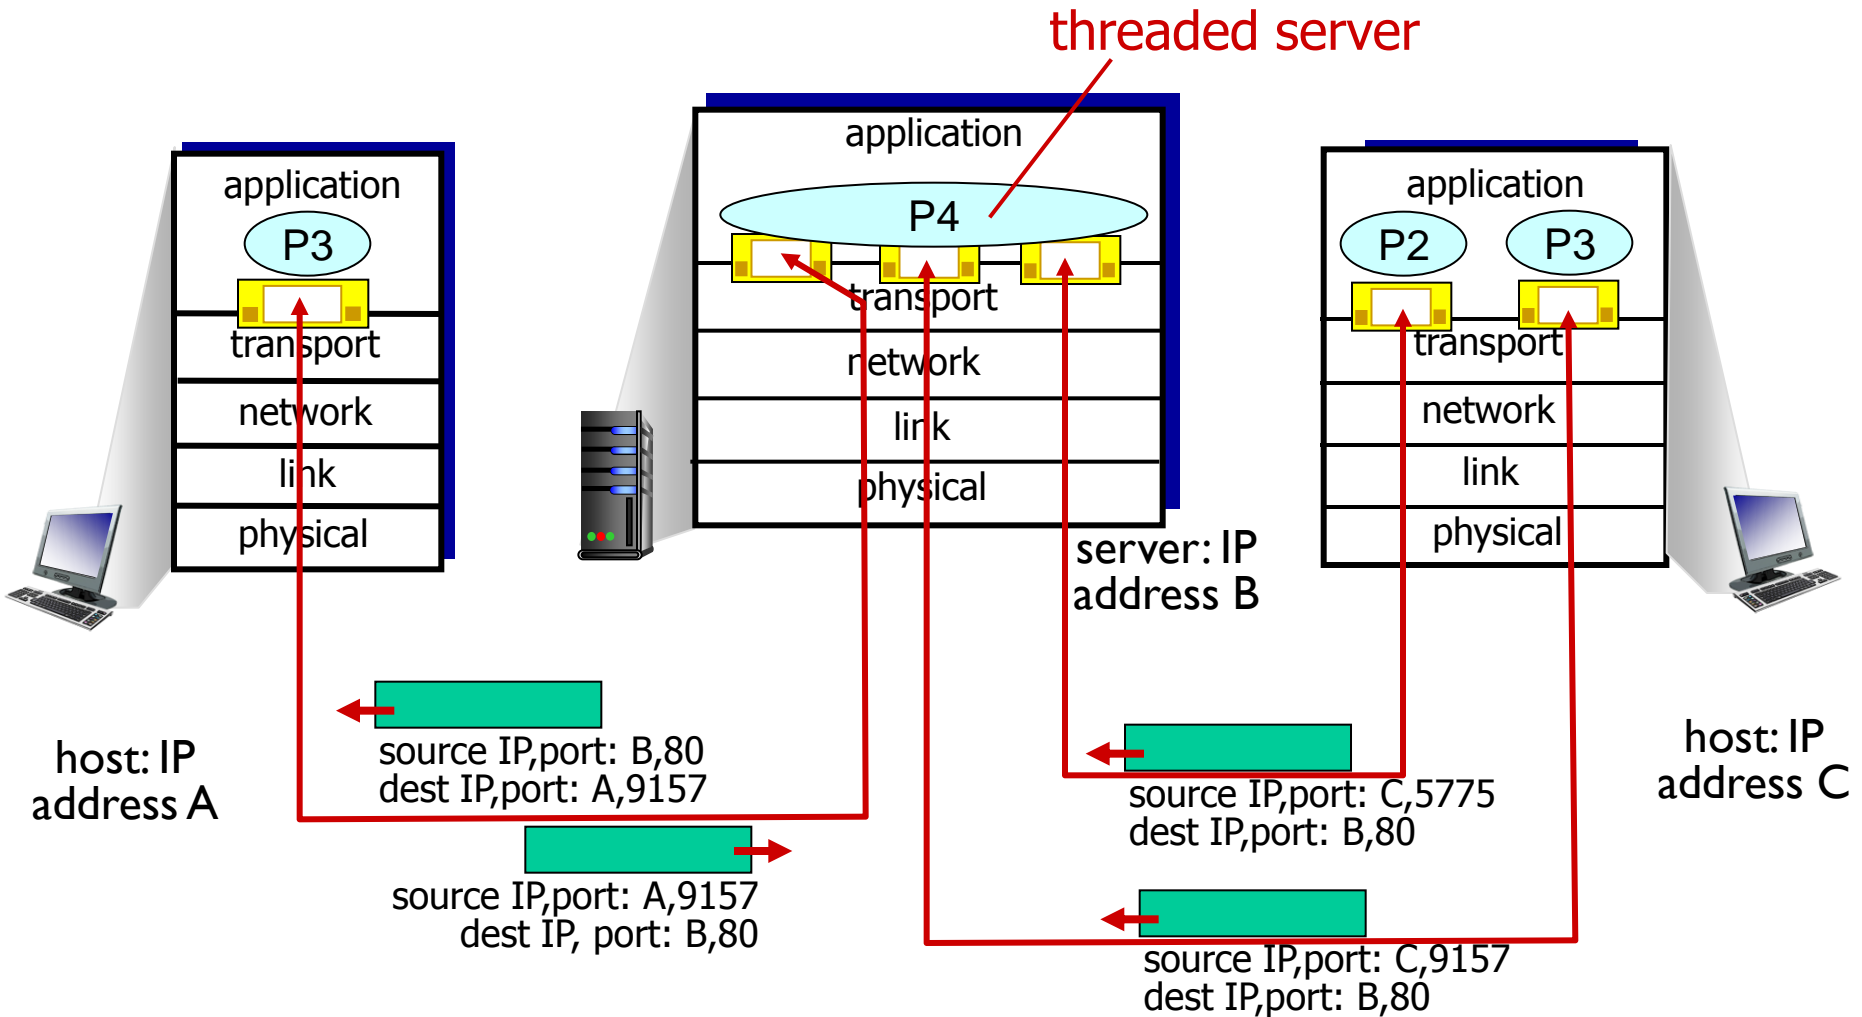 threaded server
application
P3
transport
network
link
physical
application
P4
transport
network
link
physical
application
P2
P3
transport
network
link
physical
server: IP
address B
host: IP
address A
source IP,port: B,80
dest IP,port: A,9157
source IP,port: A,9157
dest IP, port: B,80
source IP,port: C,5775
dest IP,port: B,80
source IP,port: C,9157
dest IP,port: B,80
host: IP
address C